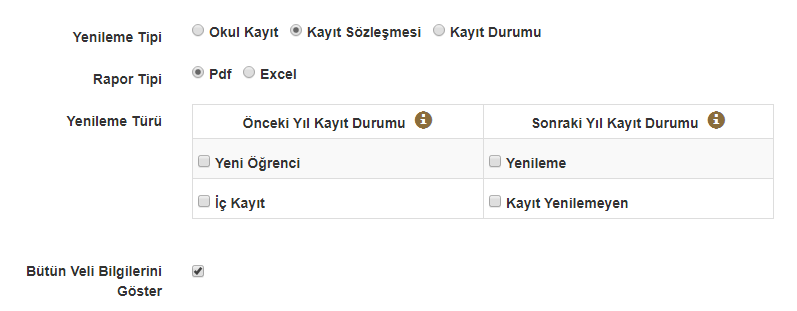 Yenileme Tipi Okul Kayıt Kayıt Sözleşmesi Kayıt Durumu
Rapor Tipi Pdf Excel
Yenileme Türü Önceki Yıl Kayıt Durumu Sonraki Yıl Kayıt Durumu
Yeni Öğrenci Yenileme
İç Kayıt Kayıt Yenilemeyen
Bütün Veli Bilgilerini
Göster